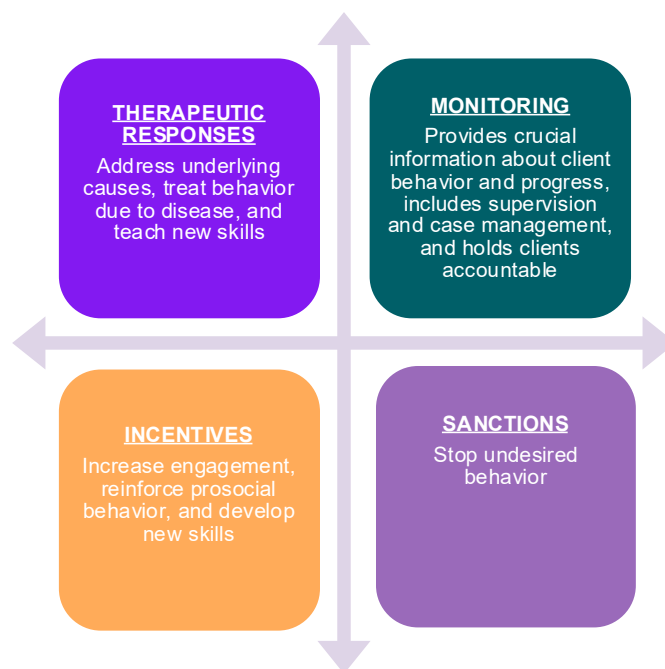 THERAPEUTIC
RESPONSES
Address underlying
causes, treat behavior
due to disease, and
teach new skills
MONITORING
Provides crucial
information about client
behavior and progress,
includes supervision
and case management,
and holds clients
accountable
INCENTIVES
Increase engagement,
reinforce prosocial
behavior, and develop
new skills
SANCTIONS
Stop undesired
behavior